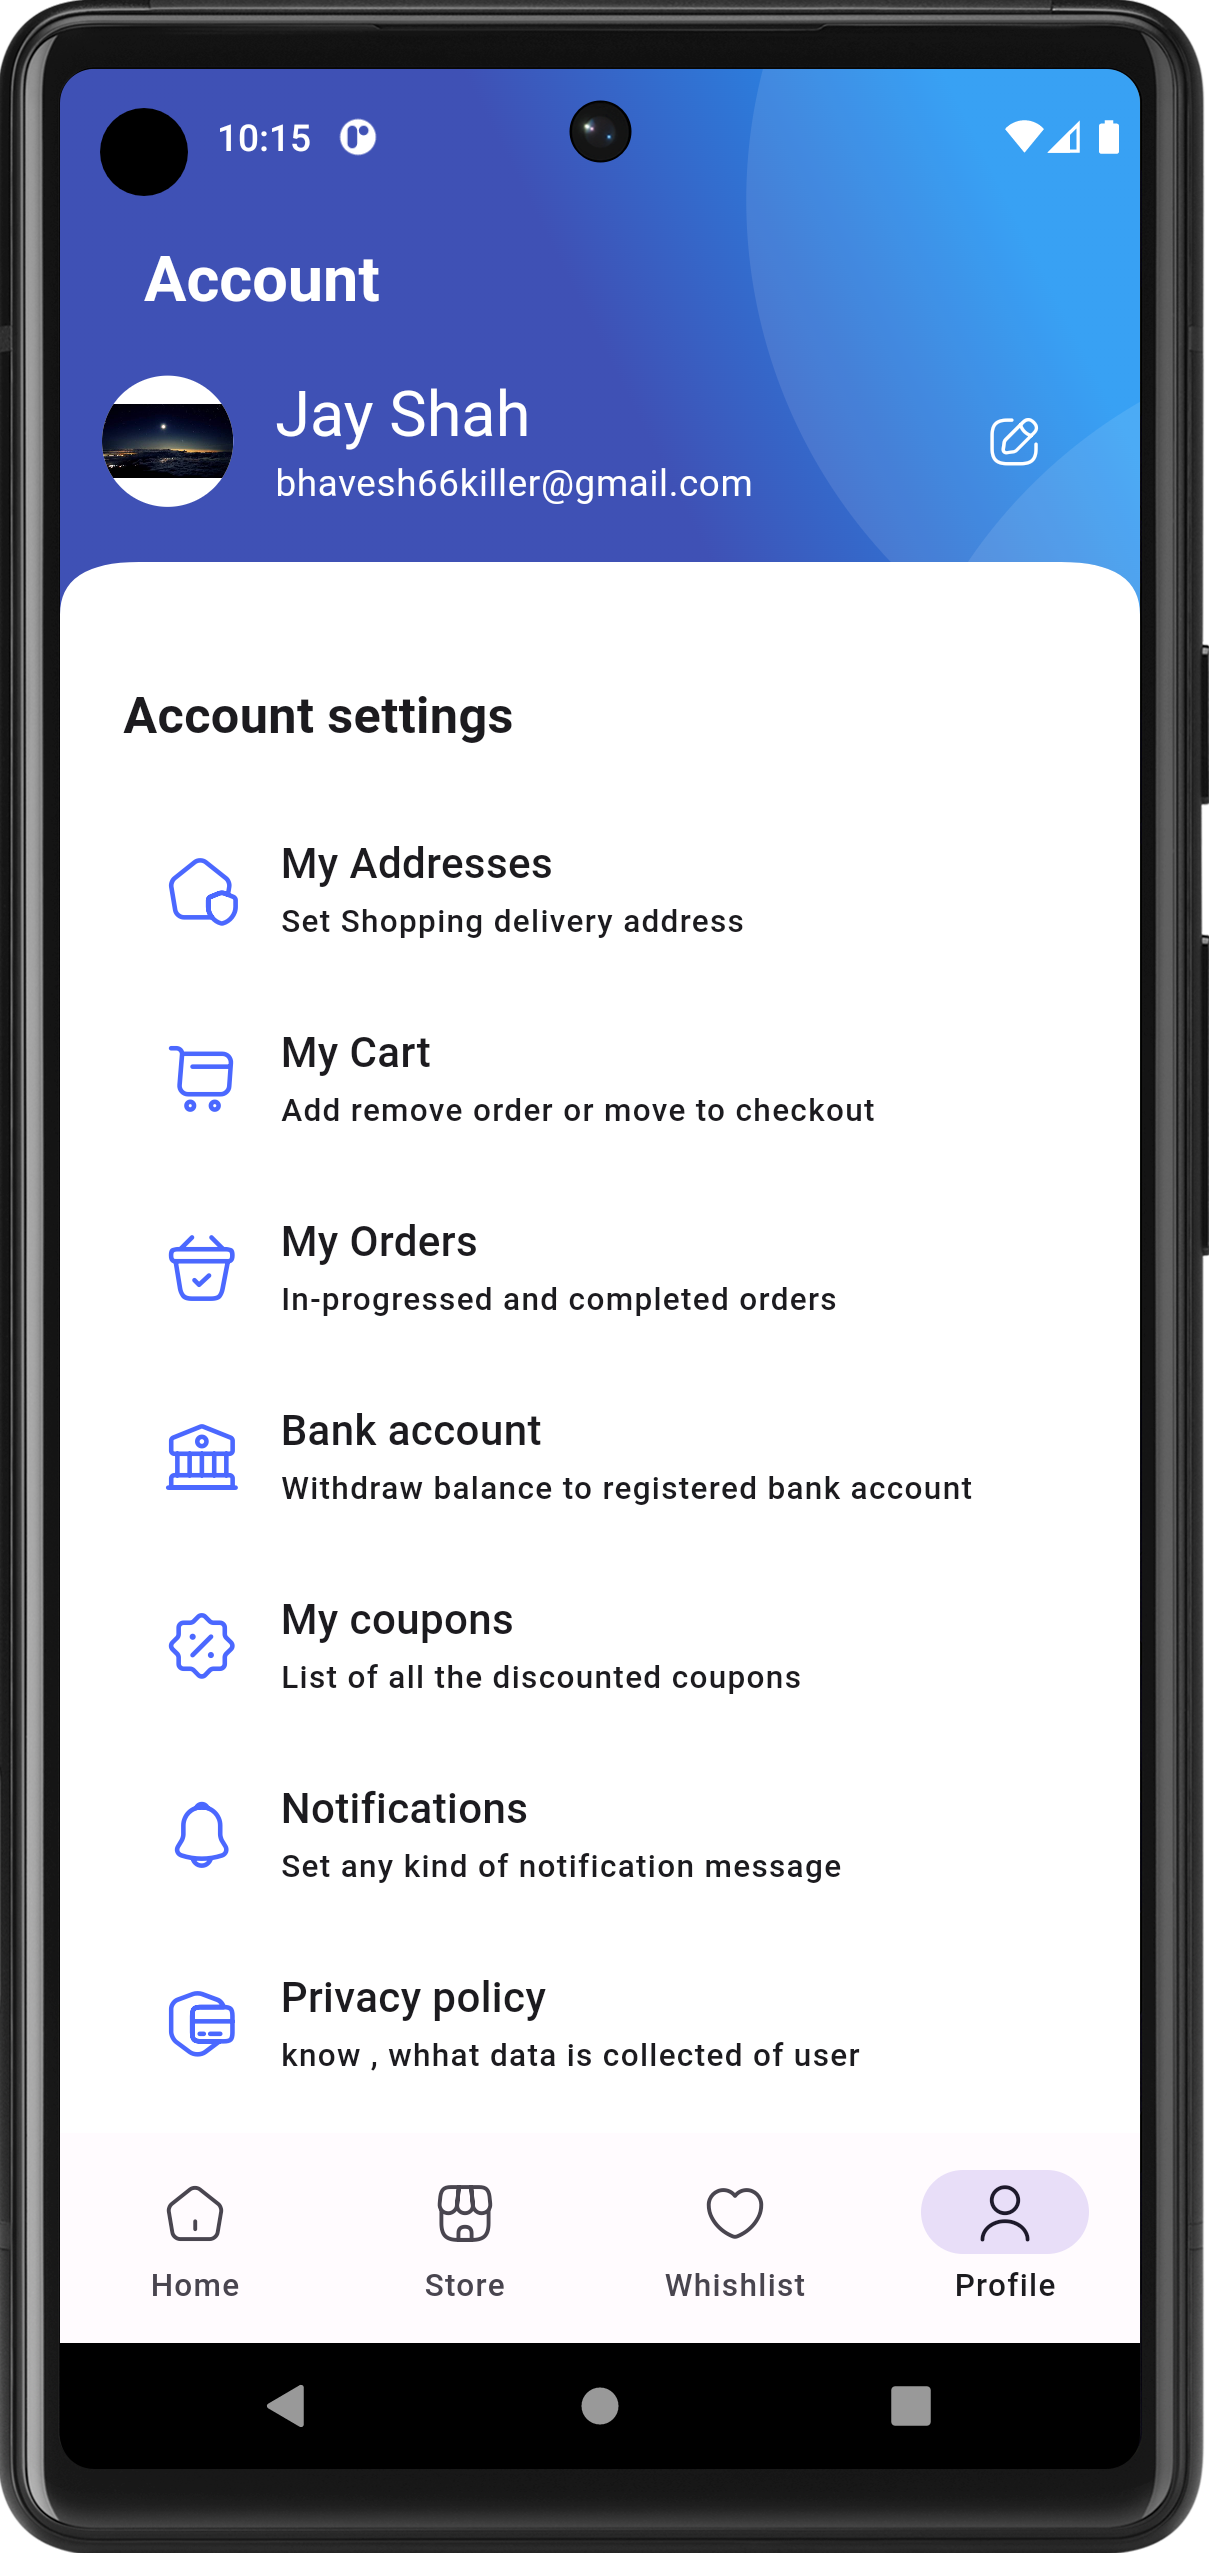 10:15
Account
Jay Shah
bhavesh66killer@gmail.com
Account settings
My Addresses
Set Shopping delivery address
My Cart
Add remove order or move to checkout
My Orders
In-progressed and completed orders
Bank account
Withdraw balance to registered bank account
My coupons
List of all the discounted coupons
Notifications
Set any kind of notification message
Privacy policy
know , whhat data is collected of user
Home
Store
Whishlist
Profile